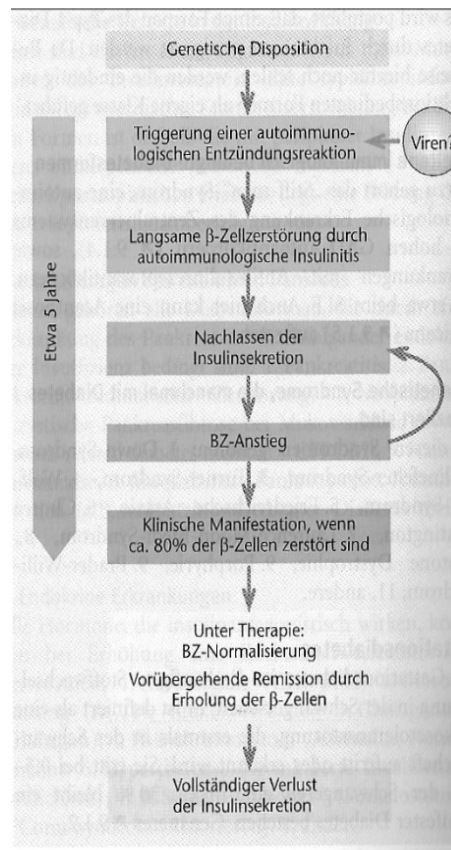 Genetische Disposition
Triggerung einer autoimmuno-
logischen Entzündungsreaktion
Viren?
Langsame β-Zellzerstörung durch
autoimmunologische Insulinitis
Etwa 5 Jahre
Nachlassen der
Insulinsekretion
BZ-Anstieg
Klinische Manifestation, wenn
ca. 80% der β-Zellen zerstört sind
Unter Therapie:
BZ-Normalisierung
Vorübergehende Remission durch
Erholung der β-Zellen
Vollständiger Verlust
der Insulinsekretion